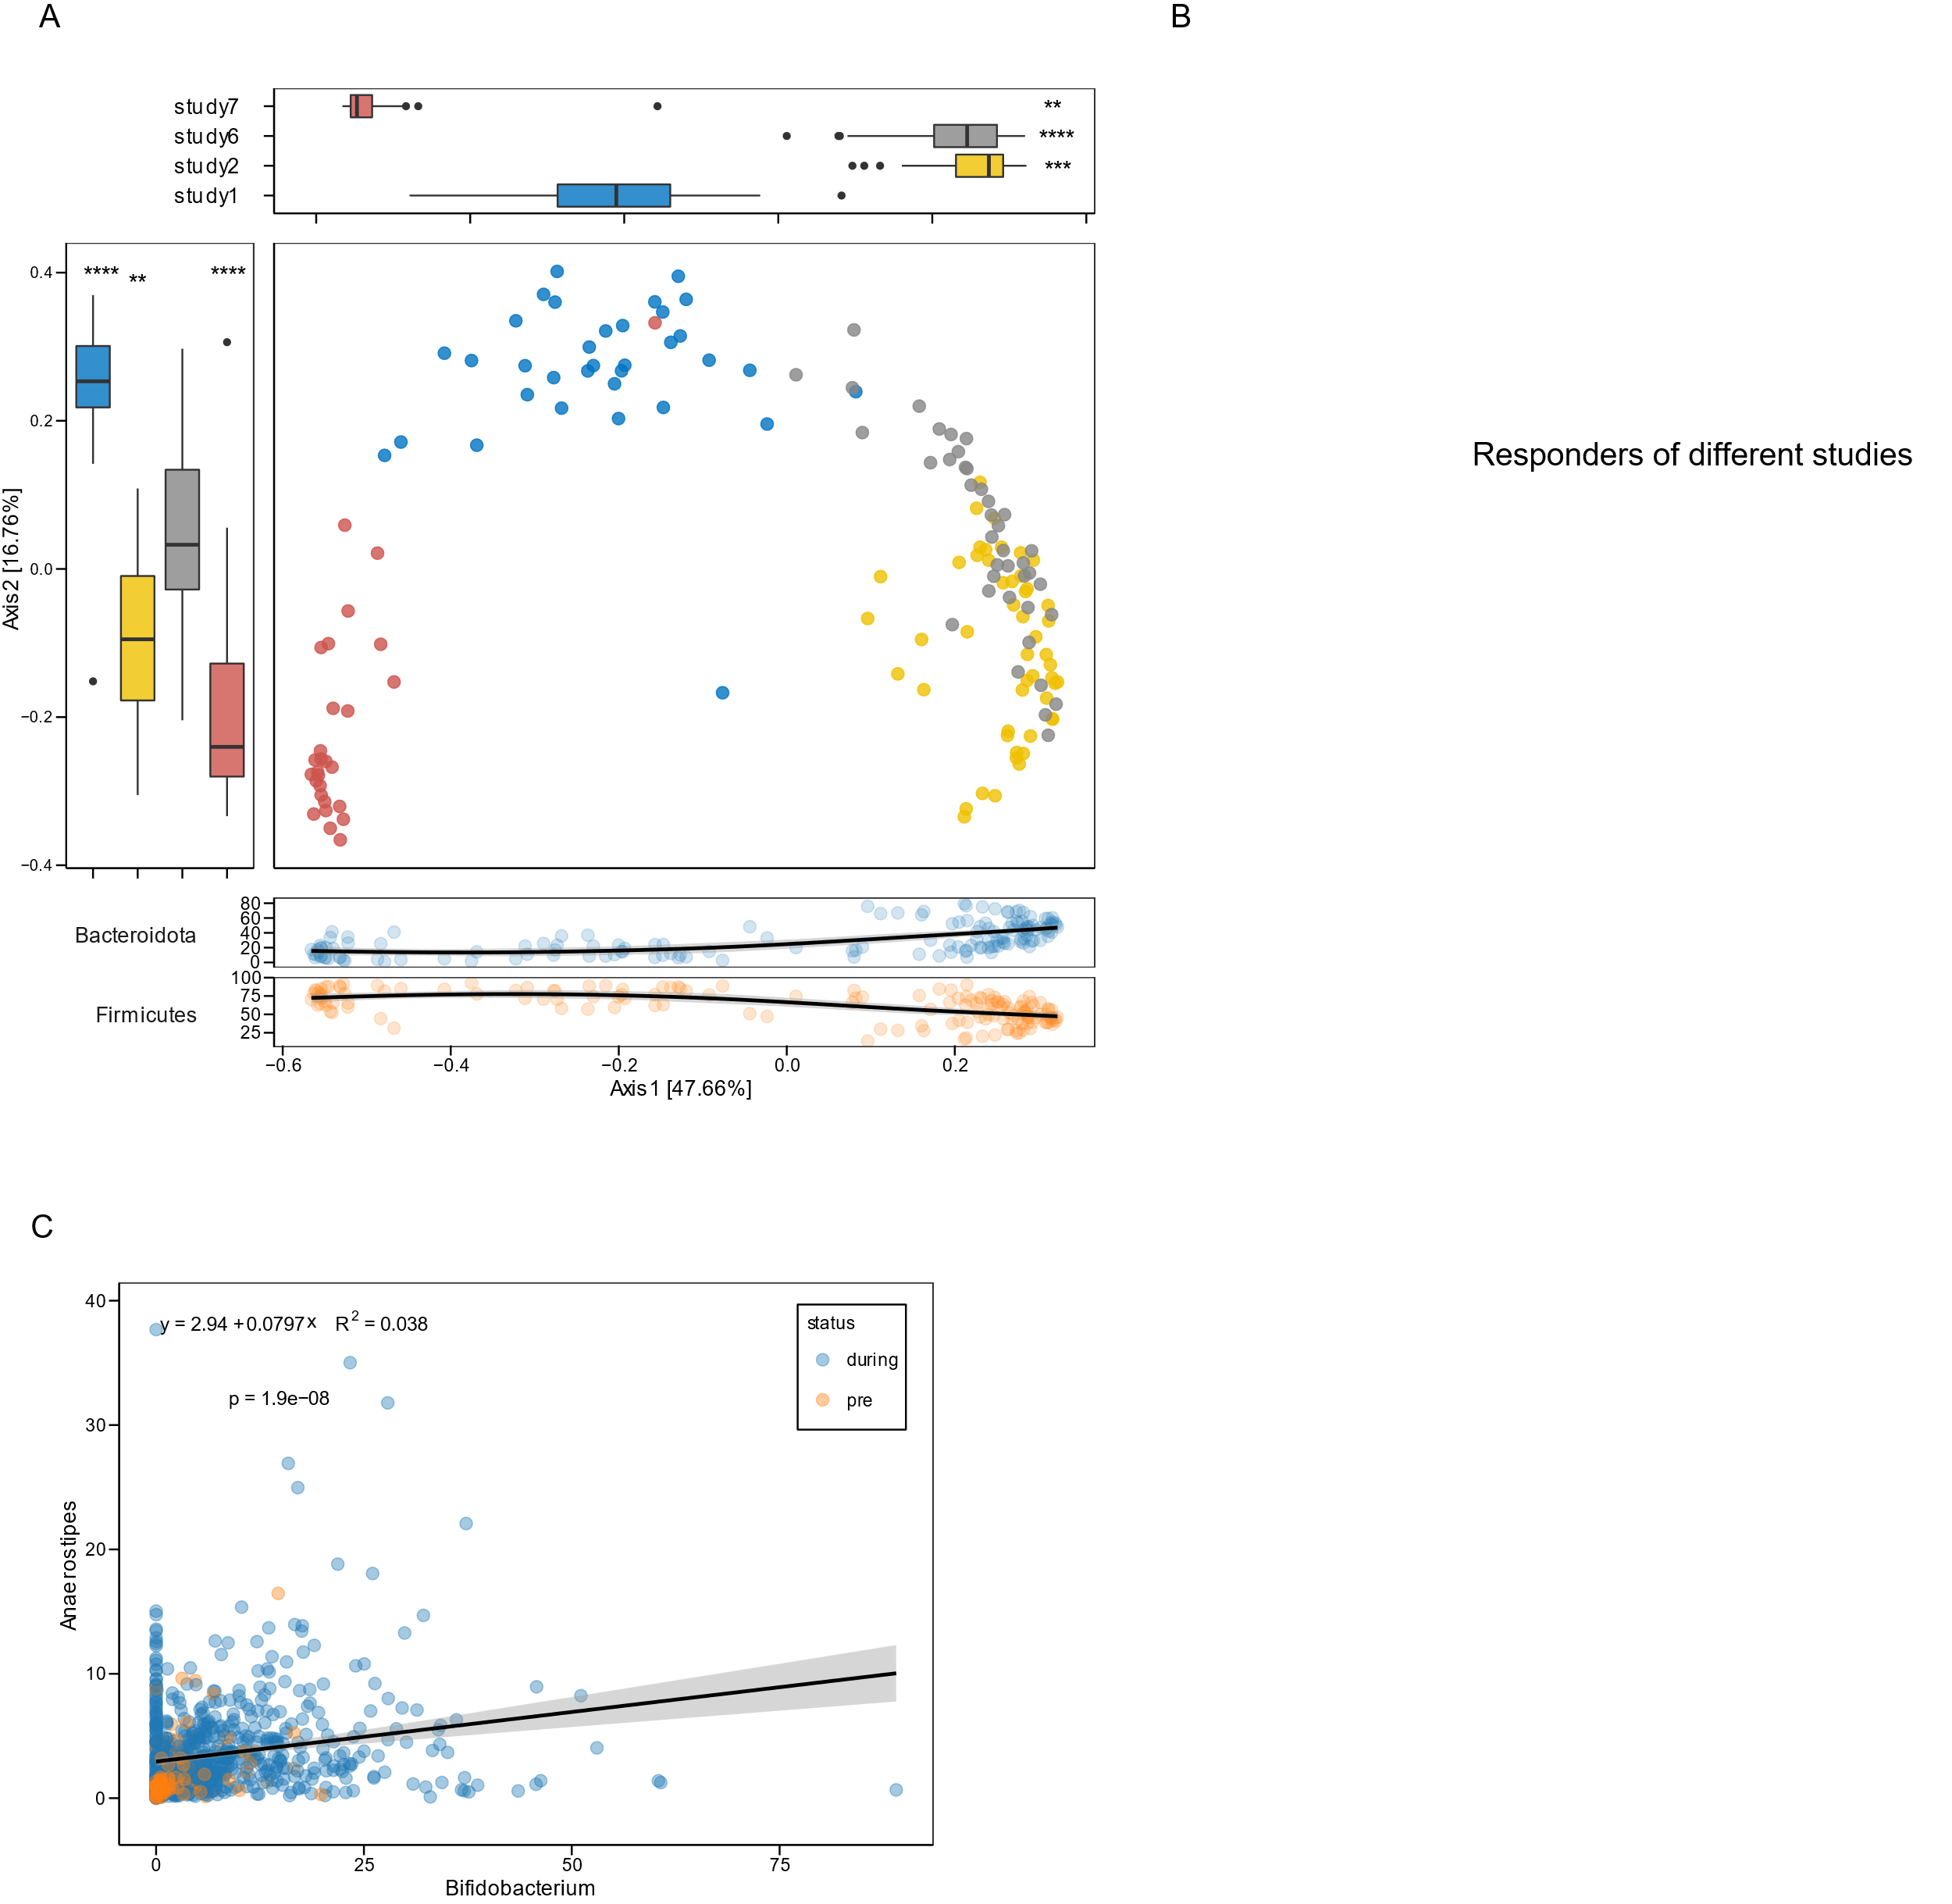 A
B
study7
**
study6
****
study2
***
study1
**** ** ****
0.4
0.2
0.0
−0.2
−0.4
Axis2 [16.76%]
Responders of different studies
Bacteroidota
80
60
40
20
0
Firmicutes
100
75
50
25
−0.6 −0.4 −0.2 0.0 0.2
Axis1 [47.66%]
C
y = 2.94 + 0.0797x R² = 0.038
p = 1.9e−08
status
during
pre
40
30
20
10
0
Anaerostipes
0 25 50 75
Bifidobacterium